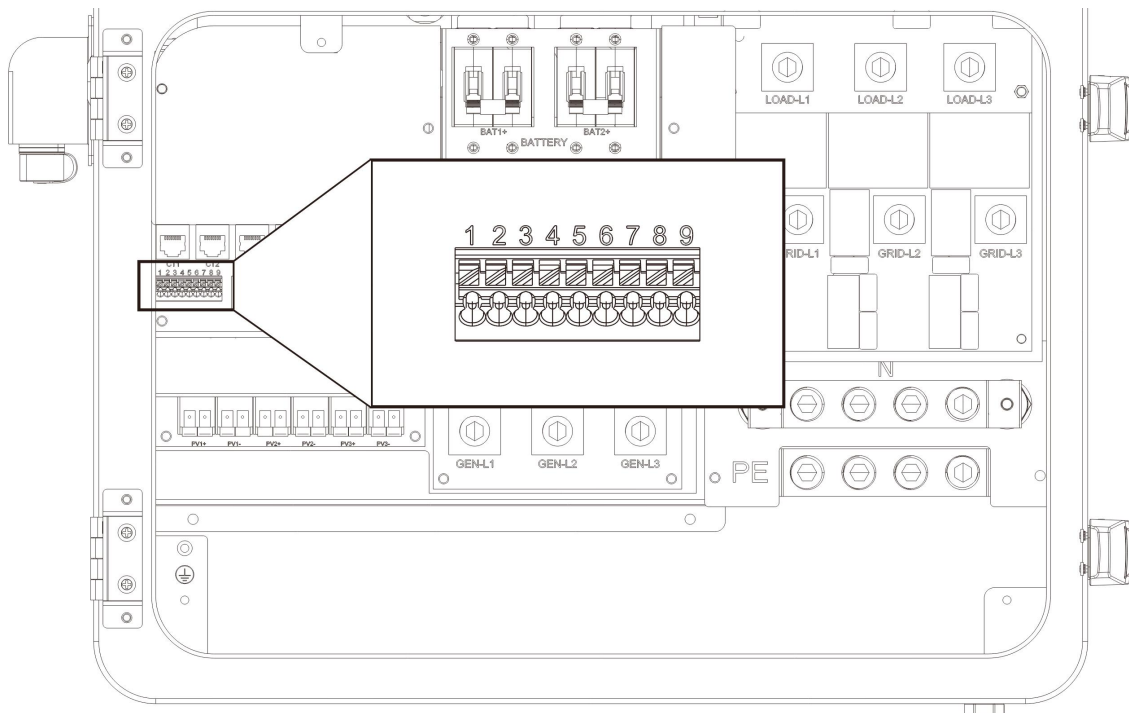 LOAD-L1 LOAD-L2 LOAD-L3
BAT1+ BAT2+
BATTERY
CT1 CT2
1 2 3 4 5 6 7 8 9
1 2 3 4 5 6 7 8 9
GRID-L2 GRID-L3
N
PV1+ PV1- PV2+ PV2- PV3+ PV3-
GEN-L1 GEN-L2 GEN-L3
PE